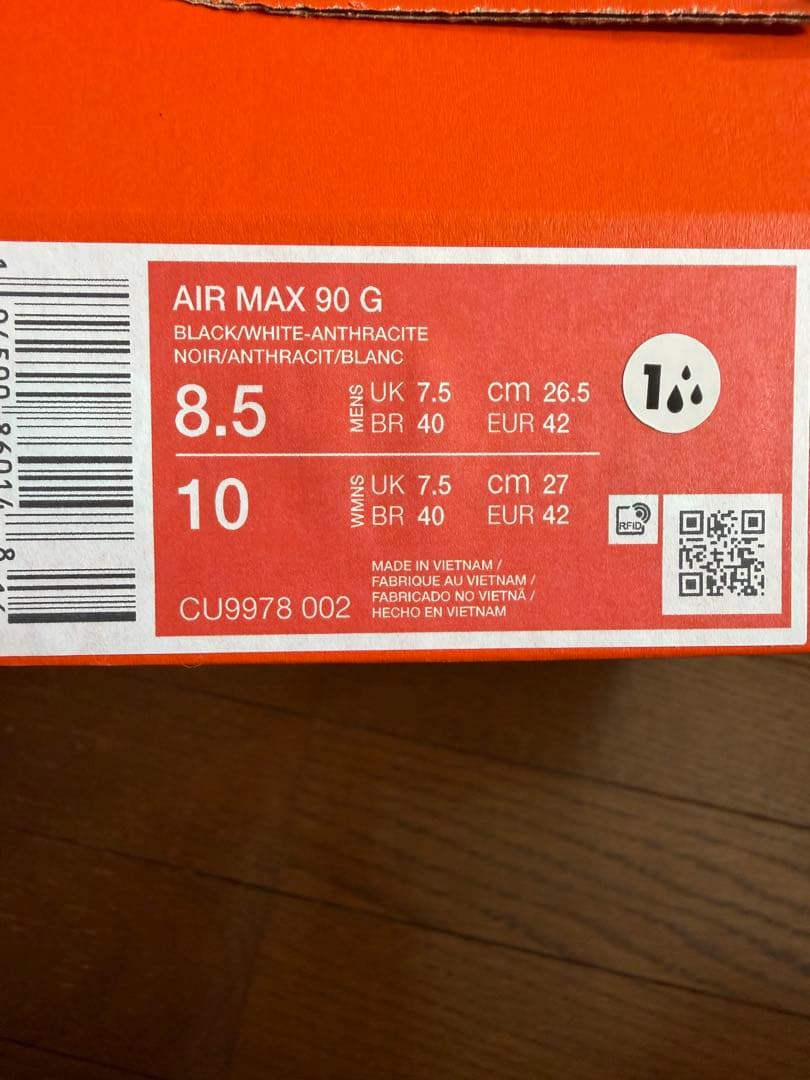 AIR MAX 90 G
BLACK/WHITE-ANTHRACITE
NOIR/ANTHRACIT/BLANC
8.5 MENS UK 7.5 cm 26.5
BR 40 EUR 42
10 WMNS UK 7.5 cm 27
BR 40 EUR 42
MADE IN VIETNAM /
FABRIQUE AU VIETNAM /
FABRICADO NO VIETNÃ /
HECHO EN VIETNAM
CU9978 002
1
RFID